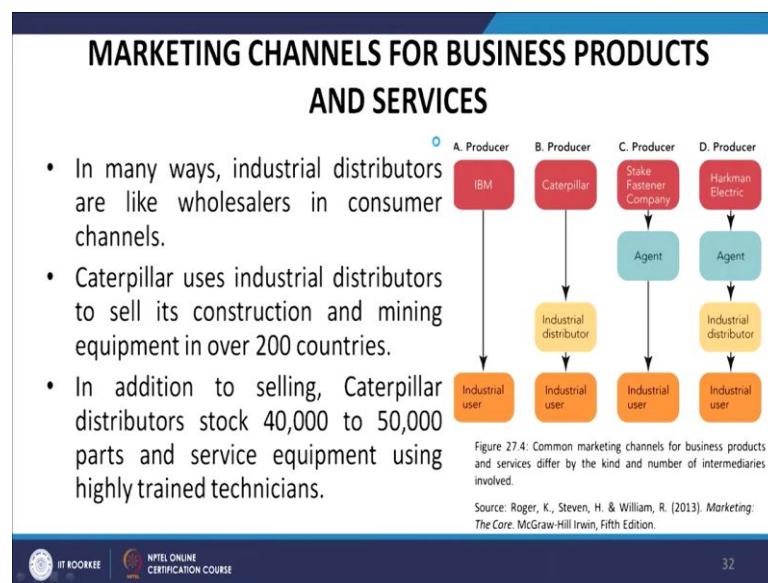 MARKETING CHANNELS FOR BUSINESS PRODUCTS
AND SERVICES
• In many ways, industrial distributors
are like wholesalers in consumer
channels.
• Caterpillar uses industrial distributors
to sell its construction and mining
equipment in over 200 countries.
• In addition to selling, Caterpillar
distributors stock 40,000 to 50,000
parts and service equipment using
highly trained technicians.
A. Producer B. Producer C. Producer D. Producer
IBM
Caterpillar
Stake
Fastener
Company
Harkman
Electric
Agent
Agent
Industrial
distributor
Industrial
distributor
Industrial
user
Industrial
user
Industrial
user
Industrial
user
Figure 27.4: Common marketing channels for business products
and services differ by the kind and number of intermediaries
involved.
Source: Roger, K., Steven, H. & William, R. (2013). Marketing:
The Core. McGraw-Hill Irwin, Fifth Edition.
IIT ROORKEE
NPTEL ONLINE
CERTIFICATION COURSE
32